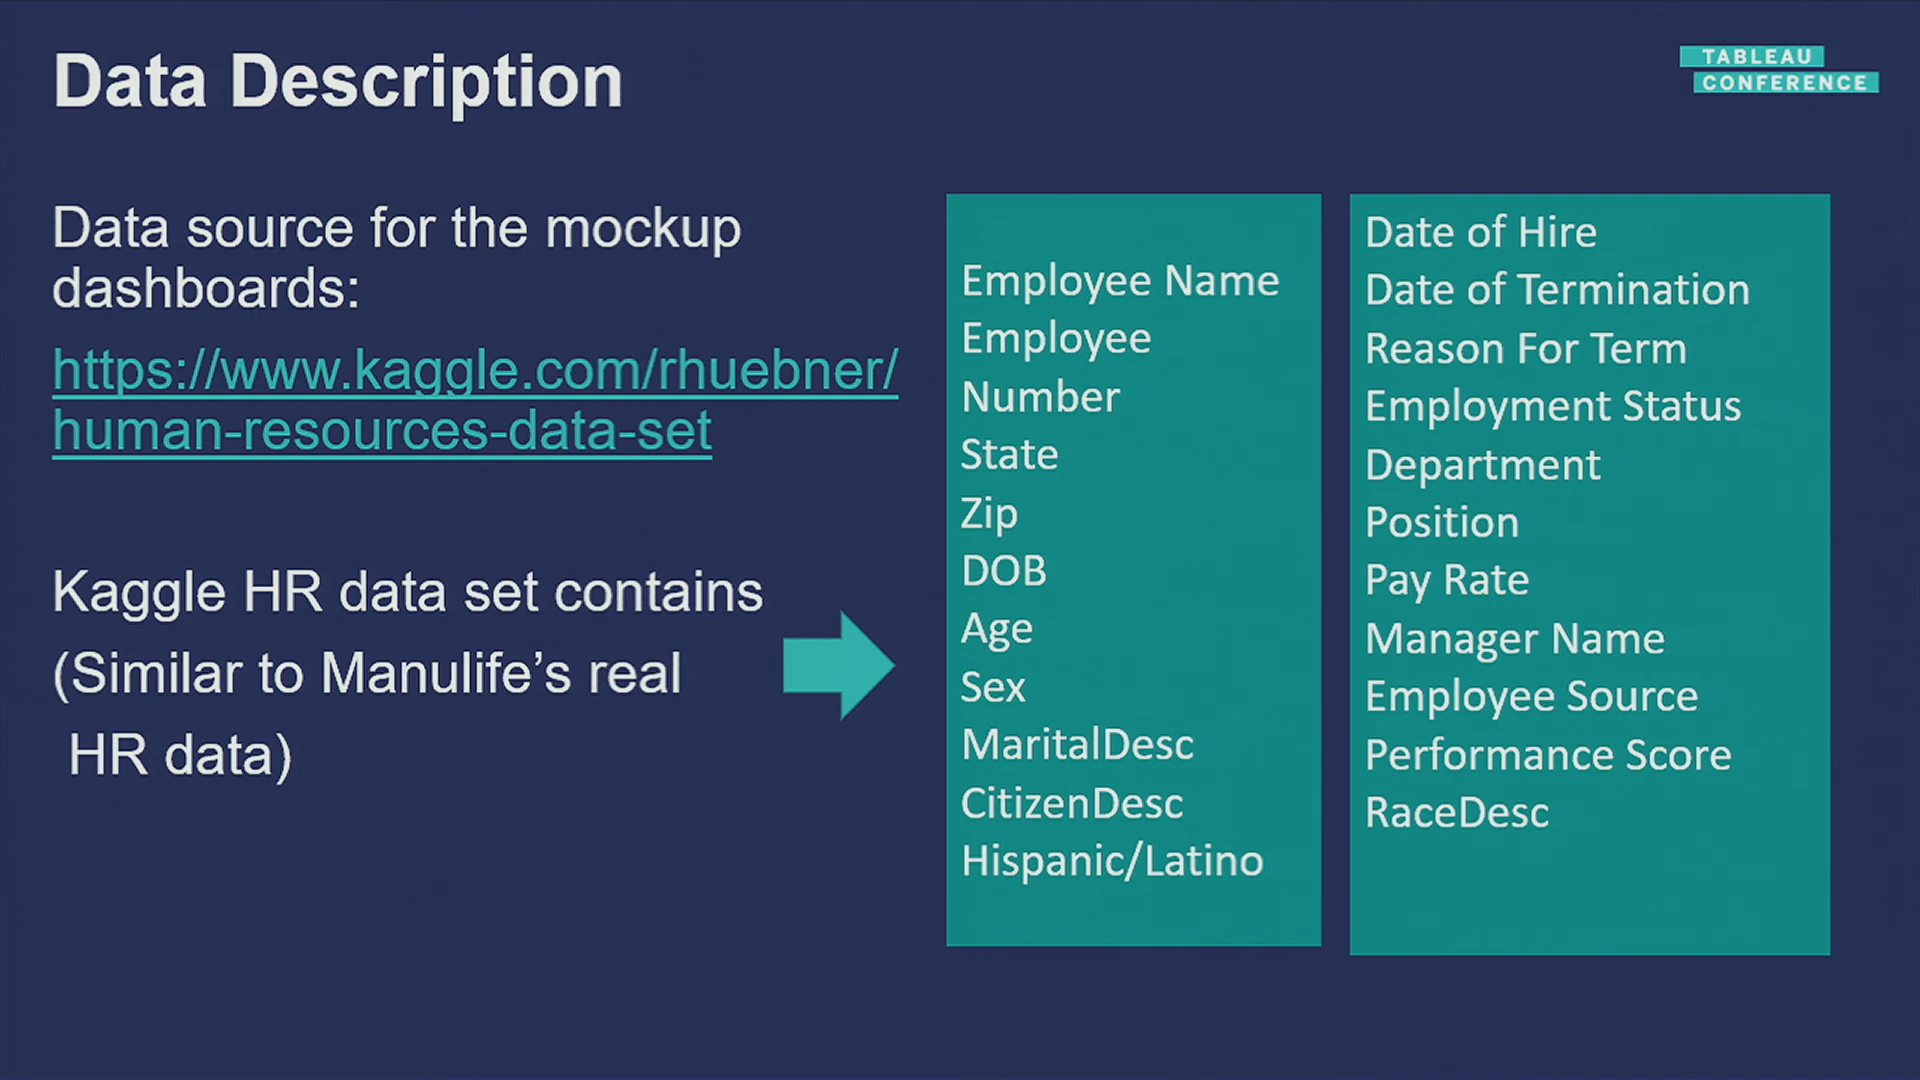 Data Description
TABLEAU
CONFERENCE
Data source for the mockup
dashboards:
https://www.kaggle.com/rhuebner/
human-resources-data-set
Kaggle HR data set contains
(Similar to Manulife’s real
HR data)
Employee Name
Employee
Number
State
Zip
DOB
Age
Sex
MaritalDesc
CitizenDesc
Hispanic/Latino
Date of Hire
Date of Termination
Reason For Term
Employment Status
Department
Position
Pay Rate
Manager Name
Employee Source
Performance Score
RaceDesc